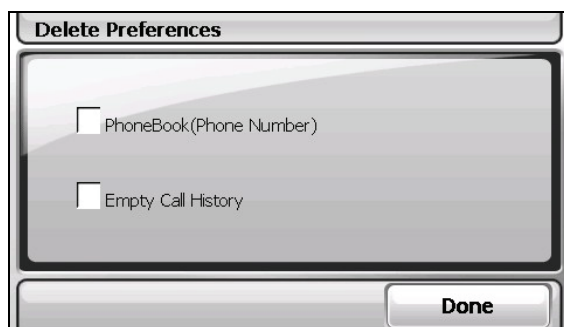 Delete Preferences
PhoneBook(Phone Number)
Empty Call History
Done